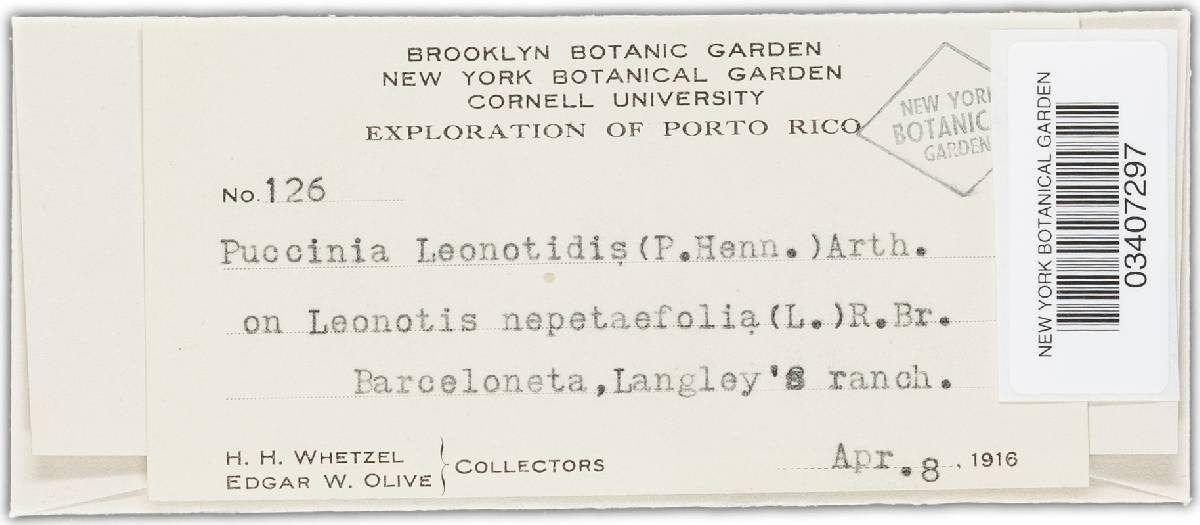 BROOKLYN BOTANIC GARDEN
NEW YORK BOTANICAL GARDEN
CORNELL UNIVERSITY
EXPLORATION OF PORTO RICO
NEW YORK
BOTANIC
GARDEN
No. 126
Puccinia Leonotidis (P.Henn.)Arth.
on Leonotis nepetaefolia (L.)R.Br.
Barceloneta, Langley's ranch.
H. H. WHETZEL
EDGAR W. OLIVE
COLLECTORS
Apr. 8, 1916
NEW YORK BOTANICAL GARDEN
03407297